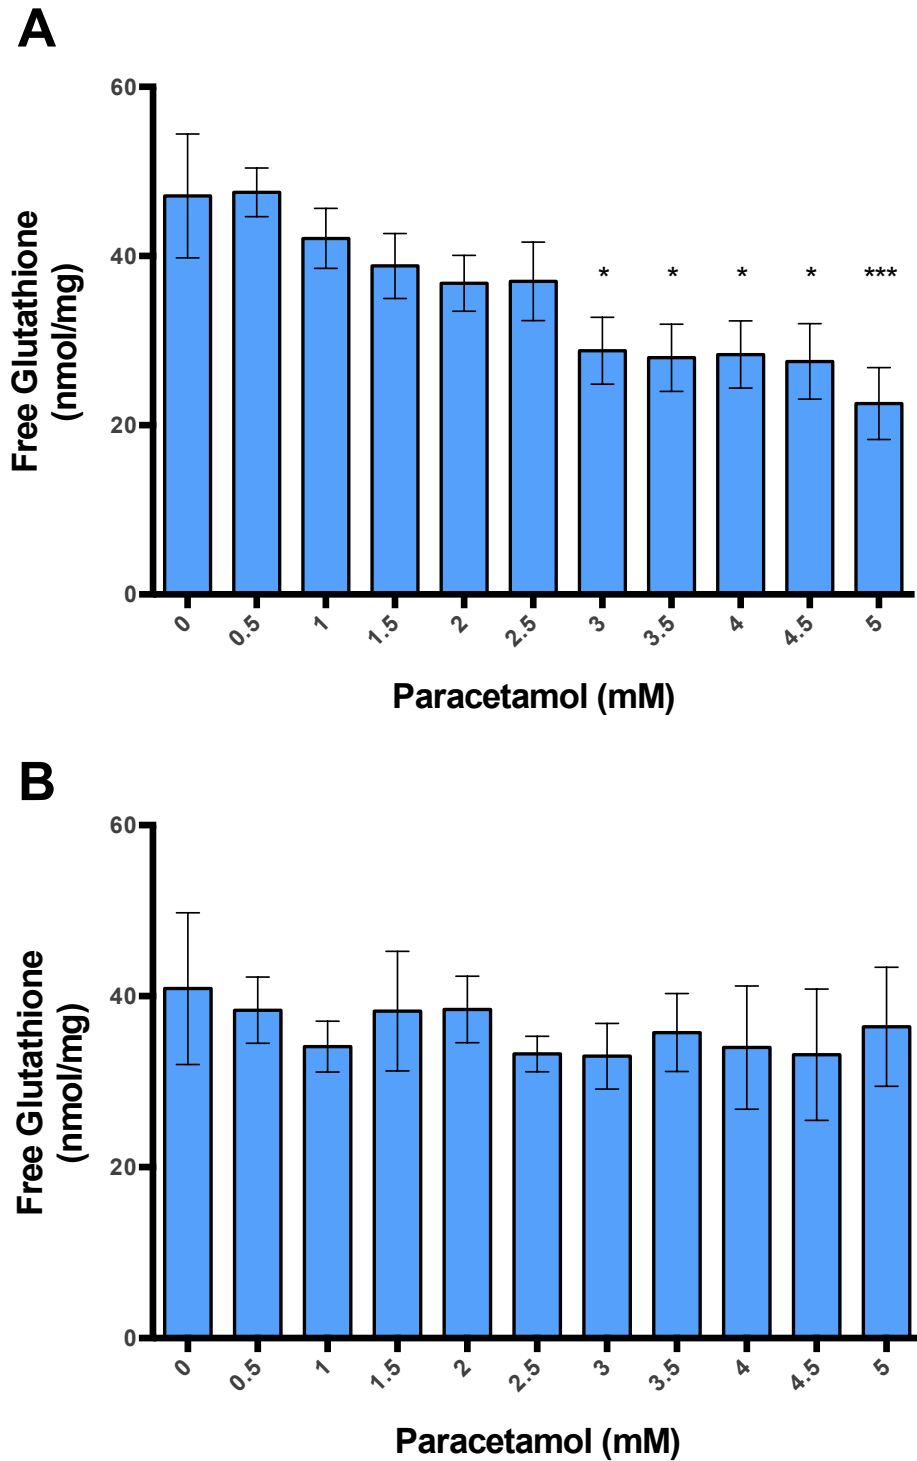 A
60
40
20
0
Free Glutathione
(nmol/mg)
* * * * ***
0 0.5 1 1.5 2 2.5 3 3.5 4 4.5 5
Paracetamol (mM)
B
60
40
20
0
Free Glutathione
(nmol/mg)
0 0.5 1 1.5 2 2.5 3 3.5 4 4.5 5
Paracetamol (mM)